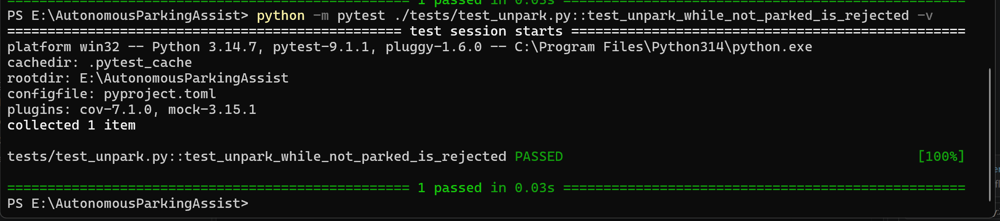 ============================================== 1 passed in 0.03s ==============================================
PS E:\AutonomousParkingAssist> python -m pytest ./tests/test_unpark.py::test_unpark_while_not_parked_is_rejected -v
============================================= test session starts =============================================
platform win32 -- Python 3.14.7, pytest-9.1.1, pluggy-1.6.0 -- C:\Program Files\Python314\python.exe
cachedir: .pytest_cache
rootdir: E:\AutonomousParkingAssist
configfile: pyproject.toml
plugins: cov-7.1.0, mock-3.15.1
collected 1 item
tests/test_unpark.py::test_unpark_while_not_parked_is_rejected PASSED [100%]
============================================== 1 passed in 0.03s ==============================================
PS E:\AutonomousParkingAssist>